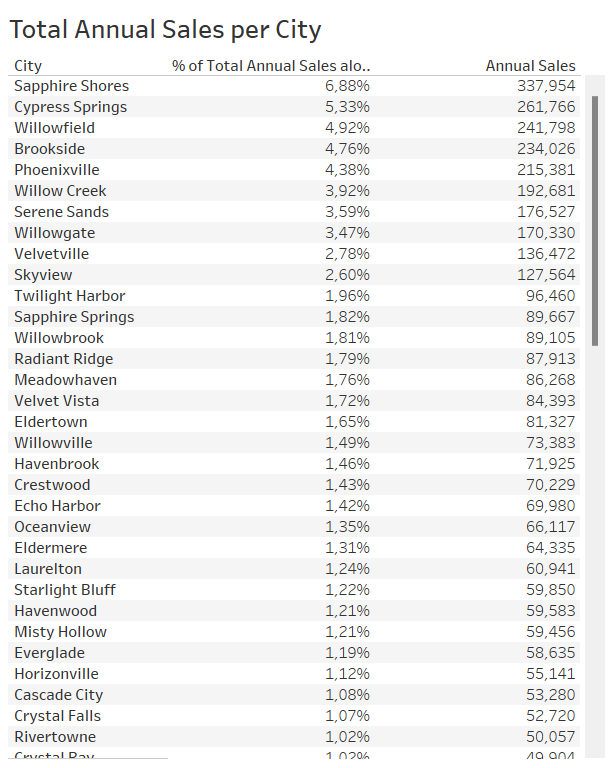 Total Annual Sales per City
City % of Total Annual Sales alo.. Annual Sales
Sapphire Shores 6,88% 337,954
Cypress Springs 5,33% 261,766
Willowfield 4,92% 241,798
Brookside 4,76% 234,026
Phoenixville 4,38% 215,381
Willow Creek 3,92% 192,681
Serene Sands 3,59% 176,527
Willowgate 3,47% 170,330
Velvetville 2,78% 136,472
Skyview 2,60% 127,564
Twilight Harbor 1,96% 96,460
Sapphire Springs 1,82% 89,667
Willowbrook 1,81% 89,105
Radiant Ridge 1,79% 87,913
Meadowhaven 1,76% 86,268
Velvet Vista 1,72% 84,393
Eldertown 1,65% 81,327
Willowville 1,49% 73,383
Havenbrook 1,46% 71,925
Crestwood 1,43% 70,229
Echo Harbor 1,42% 69,980
Oceanview 1,35% 66,117
Eldermere 1,31% 64,335
Laurelton 1,24% 60,941
Starlight Bluff 1,22% 59,850
Havenwood 1,21% 59,583
Misty Hollow 1,21% 59,456
Everglade 1,19% 58,635
Horizonville 1,12% 55,141
Cascade City 1,08% 53,280
Crystal Falls 1,07% 52,720
Rivertowne 1,02% 50,057
Crystal Bay 1,02% 49,904